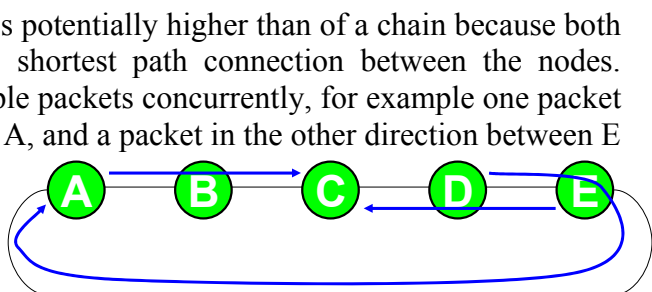 s potentially higher than of a chain because both
shortest path connection between the nodes.
ple packets concurrently, for example one packet
A, and a packet in the other direction between E
A B C D E